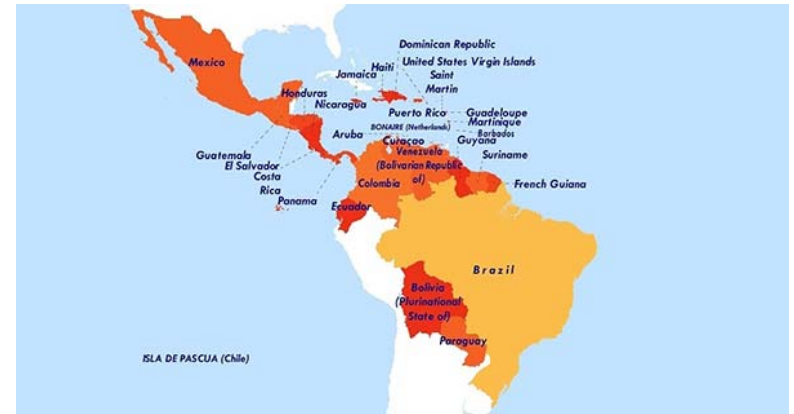 Dominican Republic
Mexico
Haiti
United States Virgin Islands
Jamaica
Saint
Martin
Honduras
Nicaragua
Puerto Rico
Guadeloupe
Martinique
BONAIRE (Netherlands)
Barbados
Aruba
Curaçao
Guyana
Guatemala
Venezuela
Suriname
El Salvador
(Bolivarian Republic
of)
Costa
Rica
Colombia
French Guiana
Panama
Ecuador
Brazil
Bolivia
(Plurinational
State of)
Paraguay
ISLA DE PASCUA (Chile)